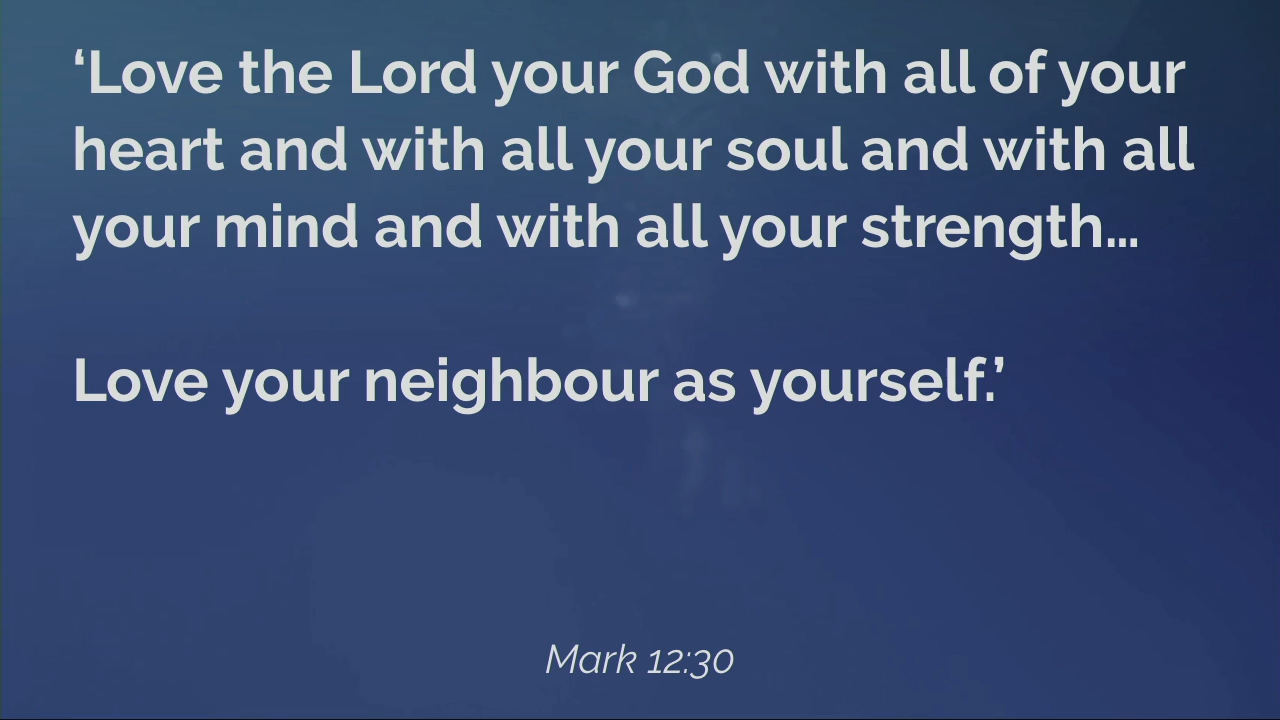 ‘Love the Lord your God with all of your
heart and with all your soul and with all
your mind and with all your strength…
Love your neighbour as yourself.’
Mark 12:30